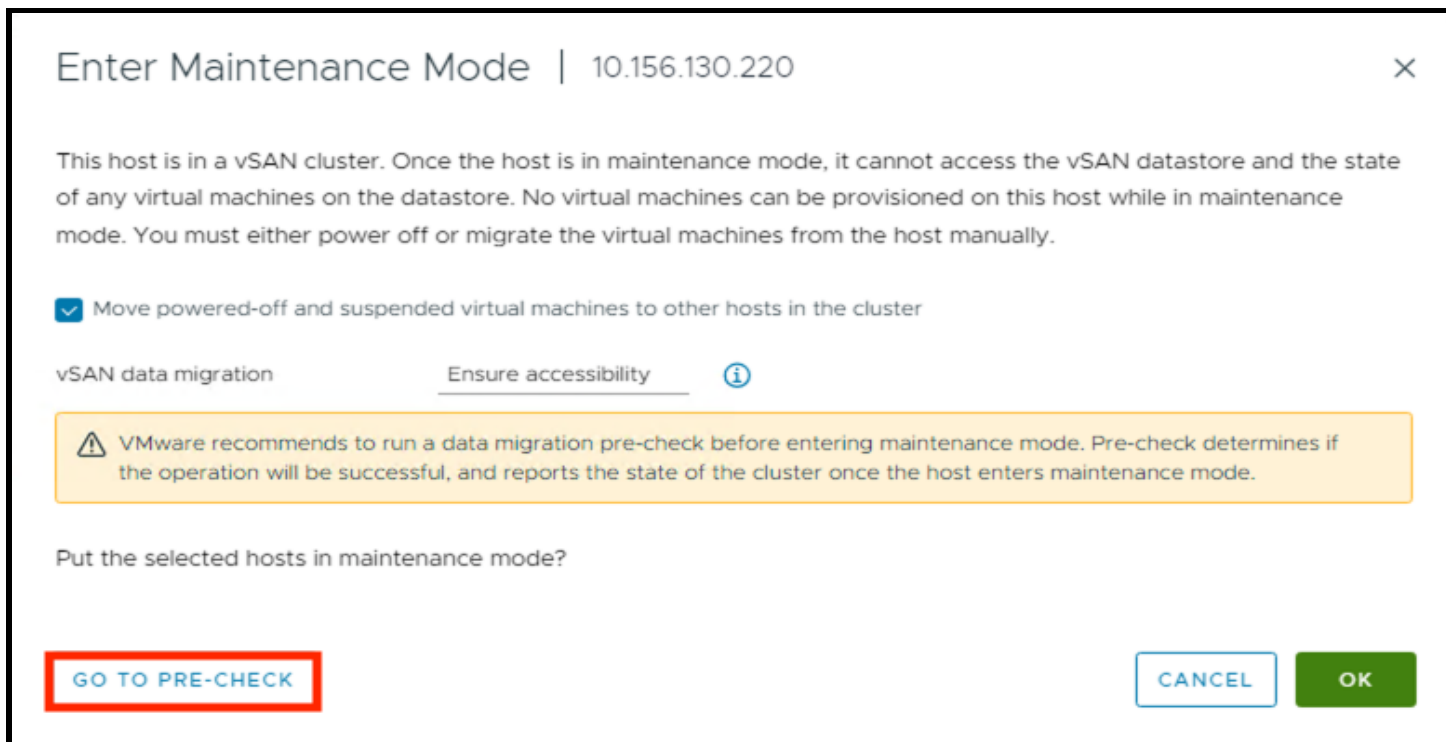 Enter Maintenance Mode | 10.156.130.220
This host is in a vSAN cluster. Once the host is in maintenance mode, it cannot access the vSAN datastore and the state
of any virtual machines on the datastore. No virtual machines can be provisioned on this host while in maintenance
mode. You must either power off or migrate the virtual machines from the host manually.
Move powered-off and suspended virtual machines to other hosts in the cluster
vSAN data migration Ensure accessibility
VMware recommends to run a data migration pre-check before entering maintenance mode. Pre-check determines if
the operation will be successful, and reports the state of the cluster once the host enters maintenance mode.
Put the selected hosts in maintenance mode?
GO TO PRE-CHECK CANCEL OK